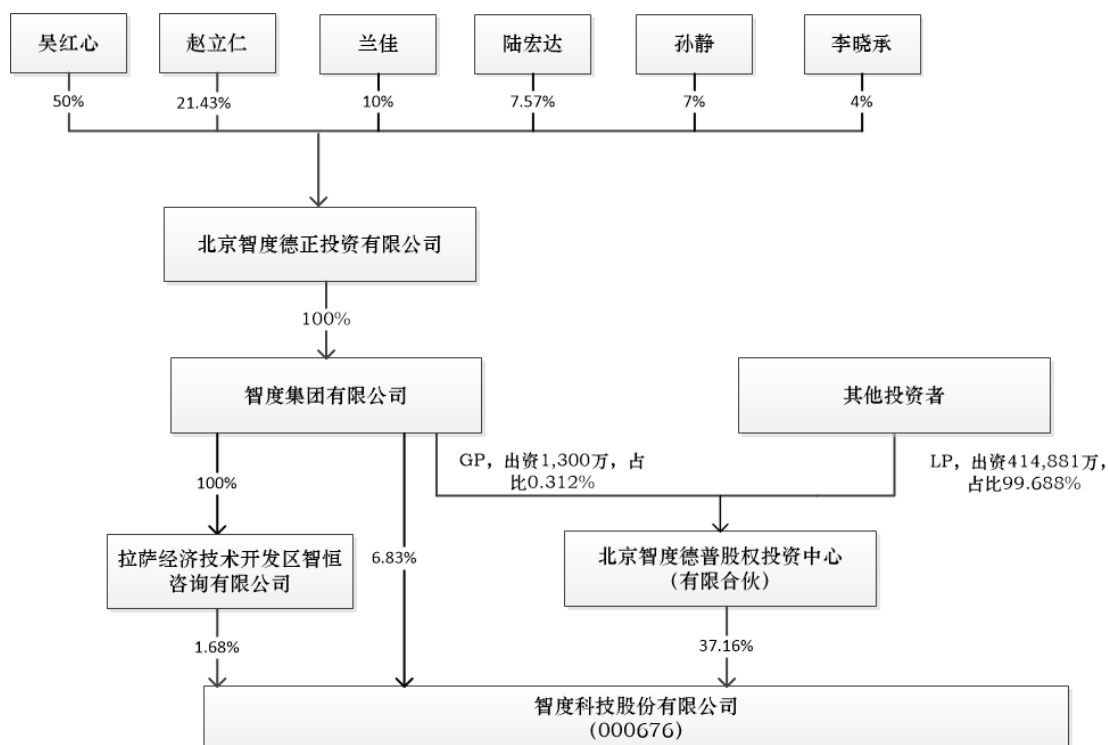 吴红心
赵立仁
兰佳
陆宏达
孙静
李晓承
50%
21.43%
10%
7.57%
7%
4%
北京智度德正投资有限公司
100%
智度集团有限公司
其他投资者
GP，出资1,300万，占
比0.312%
LP，出资414,881万，
占比99.688%
100%
6.83%
拉萨经济技术开发区智恒
咨询有限公司
北京智度德普股权投资中心
（有限合伙）
1.68%
37.16%
智度科技股份有限公司
(000676)